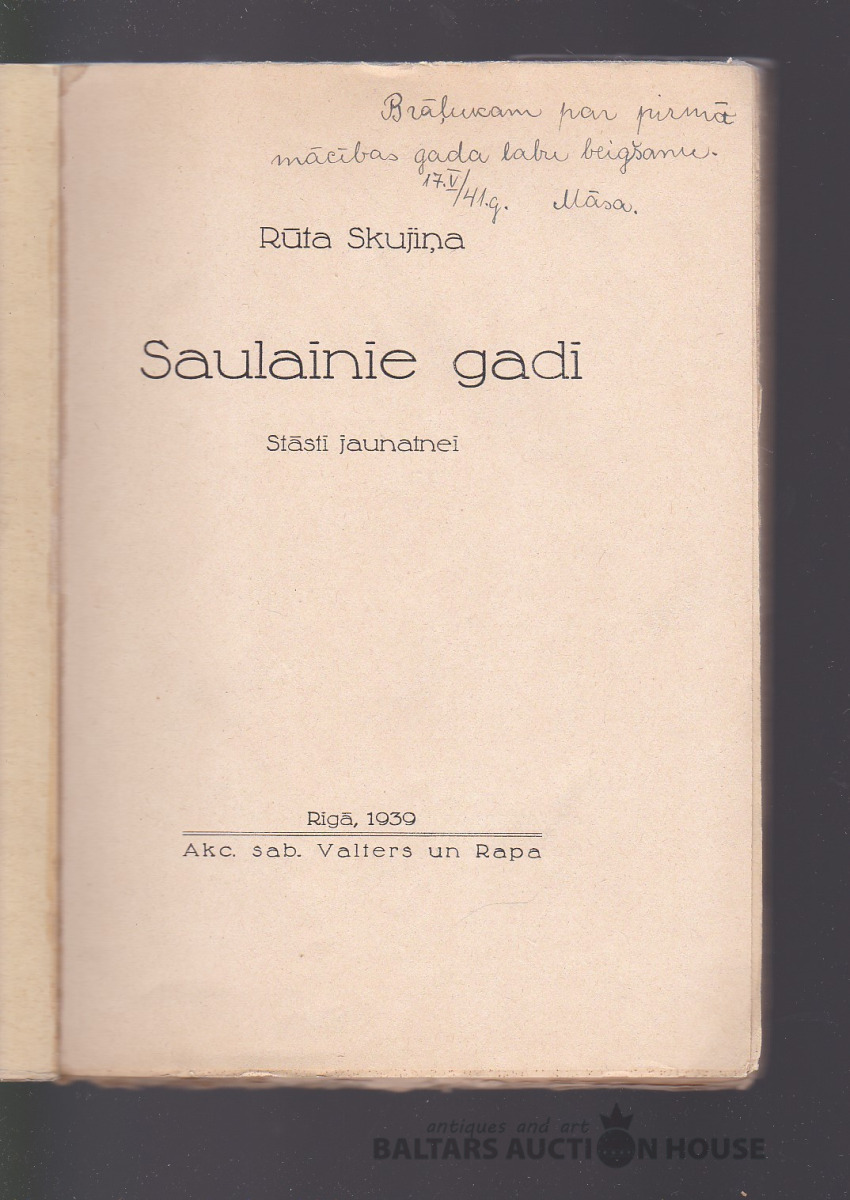 Brāļukam par pirmā
mācības gada labu beigšanu.
17.V/41.g. Māsa.
Rūta Skujiņa
Saulainie gadi
Stāsti jaunatnei
Rīgā, 1939
Akc. sab. Valters un Rapa
antiques and art
BALTARS AUCTION HOUSE